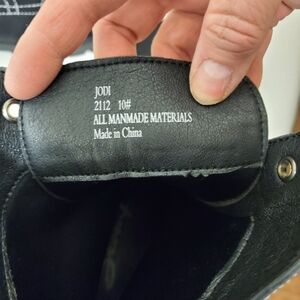 JODI
2112 10#
ALL MANMADE MATERIALS
Made in China